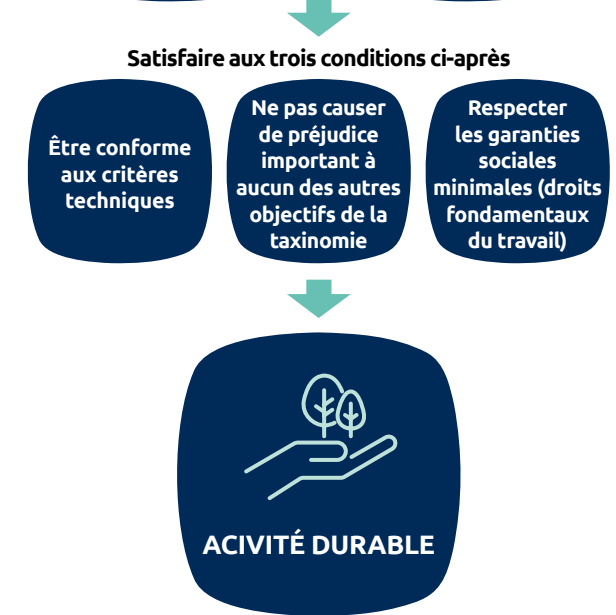 Satisfaire aux trois conditions ci-après
Être conforme
aux critères
techniques
Ne pas causer
de préjudice
important à
aucun des autres
objectifs de la
taxinomie
Respecter
les garanties
sociales
minimales (droits
fondamentaux
du travail)
ACIVITÉ DURABLE